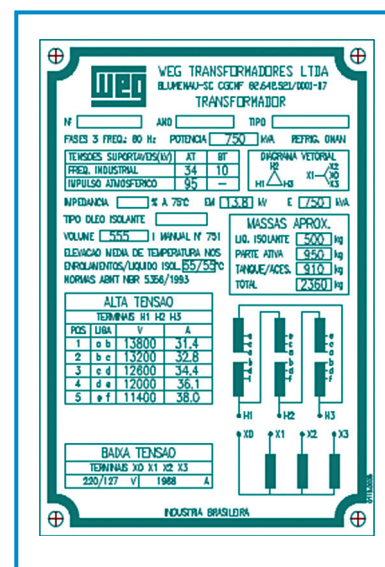 weg
WEG TRANSFORMADORES LTDA
BLUMENAU-SC CGCMF 82.642.521/0001-17
TRANSFORMADOR
Nº ANO TIPO
FASES 3 FREQ.: 60 Hz POTENCIA 750 kVA REFRIG. ONAN
TENSOES SUPORTAVEIS(kV) AT BT
FREQ. INDUSTRIAL 34 10
IMPULSO ATMOSFERICO 95 -
DIAGRAMA VETORIAL
H2 X2
H1 H3 X1 X0
X3
IMPEDANCIA % A 75°C EM 13.8 kV E 750 kVA
TIPO OLEO ISOLANTE
VOLUME 555 l MANUAL Nº 751
ELEVACAO MEDIA DE TEMPERATURA NOS
ENROLAMENTOS/LIQUIDO ISOL. 55/55°C
NORMAS ABNT NBR 5356/1993
MASSAS APROX.
LIQ. ISOLANTE 500 kg
PARTE ATIVA 950 kg
TANQUE/ACES. 910 kg
TOTAL 2360 kg
ALTA TENSAO
TERMINAIS H1 H2 H3
POS LIGA V A
1 a b 13800 31.4
2 b c 13200 32.8
3 c d 12600 34.4
4 d e 12000 36.1
5 e f 11400 38.0
H1 H2 H3
X0 X1 X2 X3
BAIXA TENSAO
TERMINAIS X0 X1 X2 X3
220/127 V 1968 A
INDUSTRIA BRASILEIRA